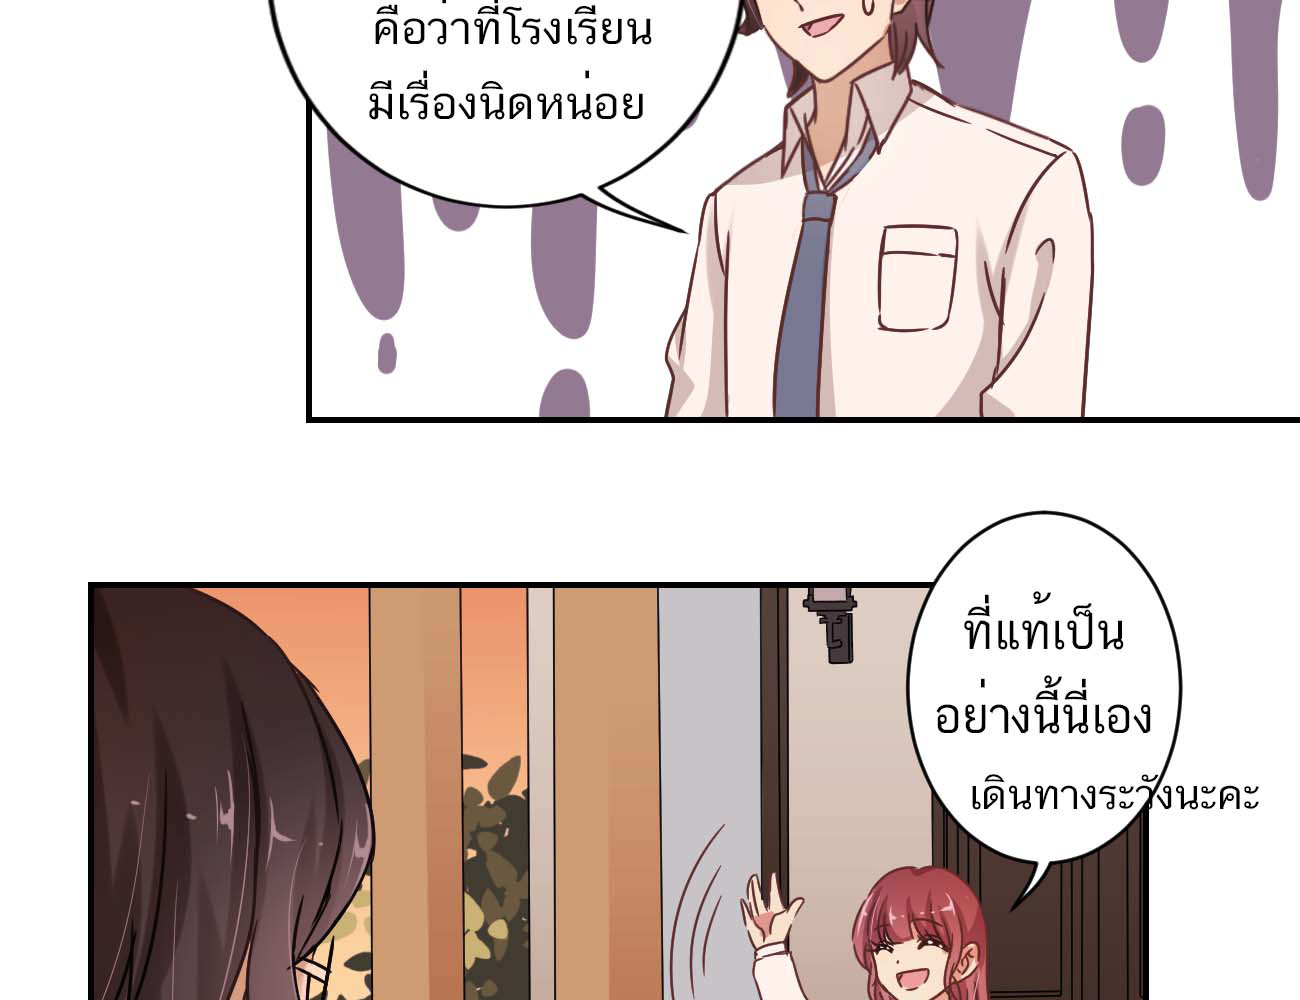 คือว่าที่โรงเรียน
มีเรื่องนิดหน่อย
ที่แท้เป็น
อย่างนี้นี่เอง
เดินทางระวังนะคะ